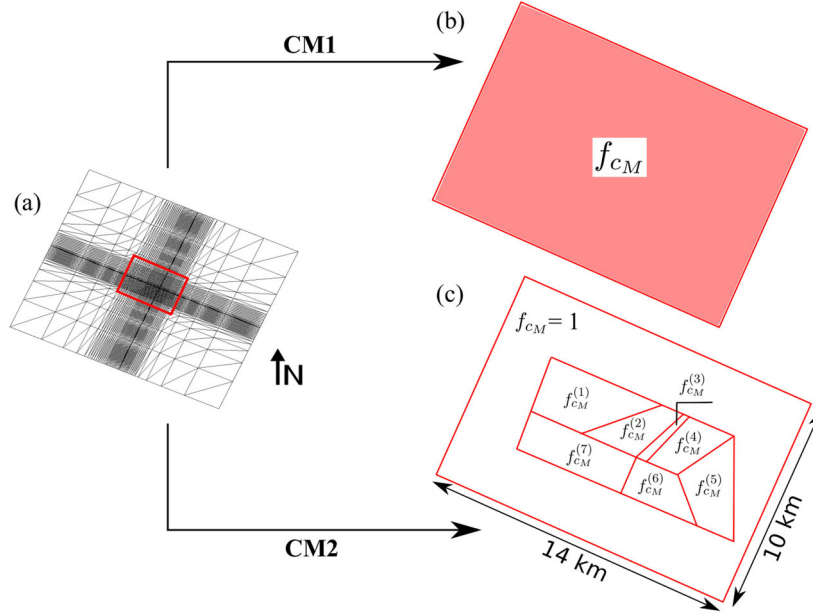 (b)
CM1
f_{c_M}
(a)
N
(c)
f_{c_M} = 1
f_{c_M}^{(3)}
f_{c_M}^{(1)}
f_{c_M}^{(2)}
f_{c_M}^{(4)}
f_{c_M}^{(7)}
f_{c_M}^{(6)}
f_{c_M}^{(5)}
CM2
14 km
10 km